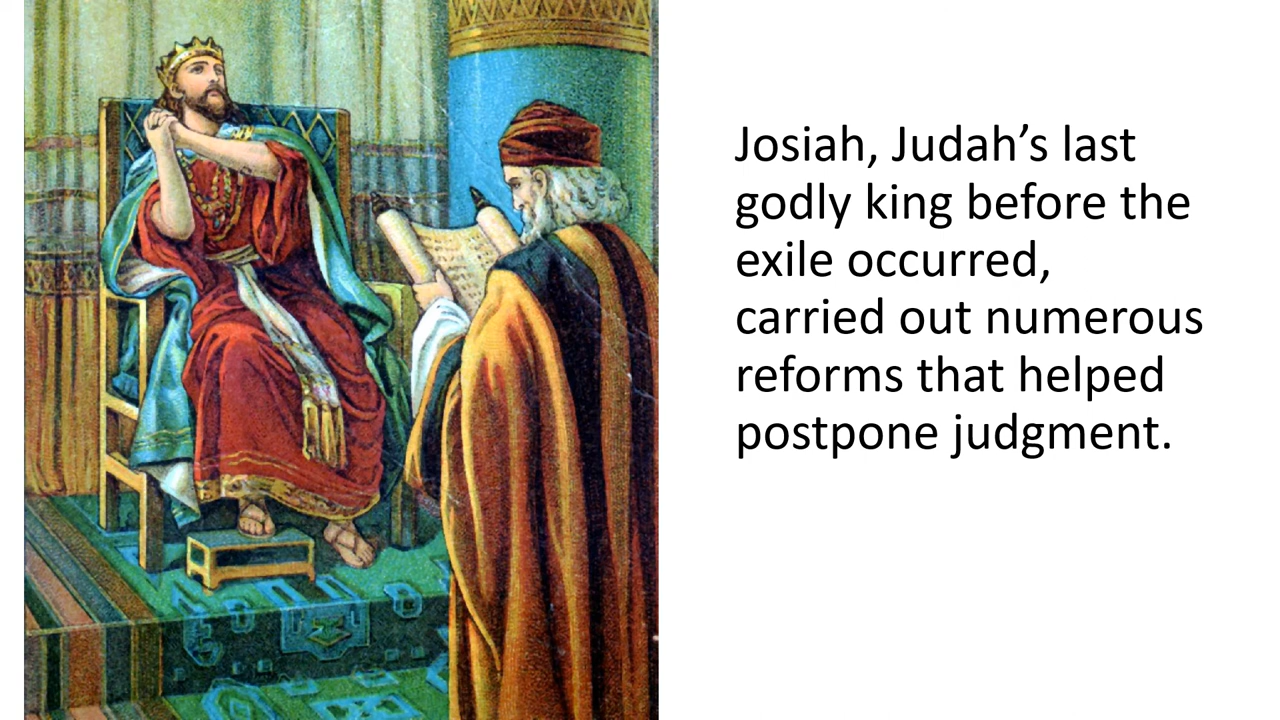 Josiah, Judah’s last
godly king before the
exile occurred,
carried out numerous
reforms that helped
postpone judgment.